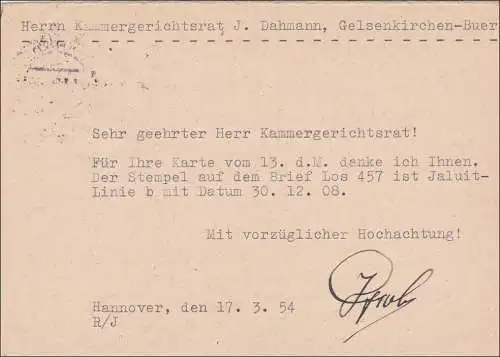 Herrn Kammergerichtsrat J. Dahmann, Gelsenkirchen-Buer
Sehr geehrter Herr Kammergerichtsrat!
Für Ihre Karte vom 13. d.M. danke ich Ihnen.
Der Stempel auf dem Brief Los 457 ist Jaluit-
Linie b mit Datum 30. 12. 08.
Mit vorzüglicher Hochachtung!
Hannover, den 17. 3. 54
R/J